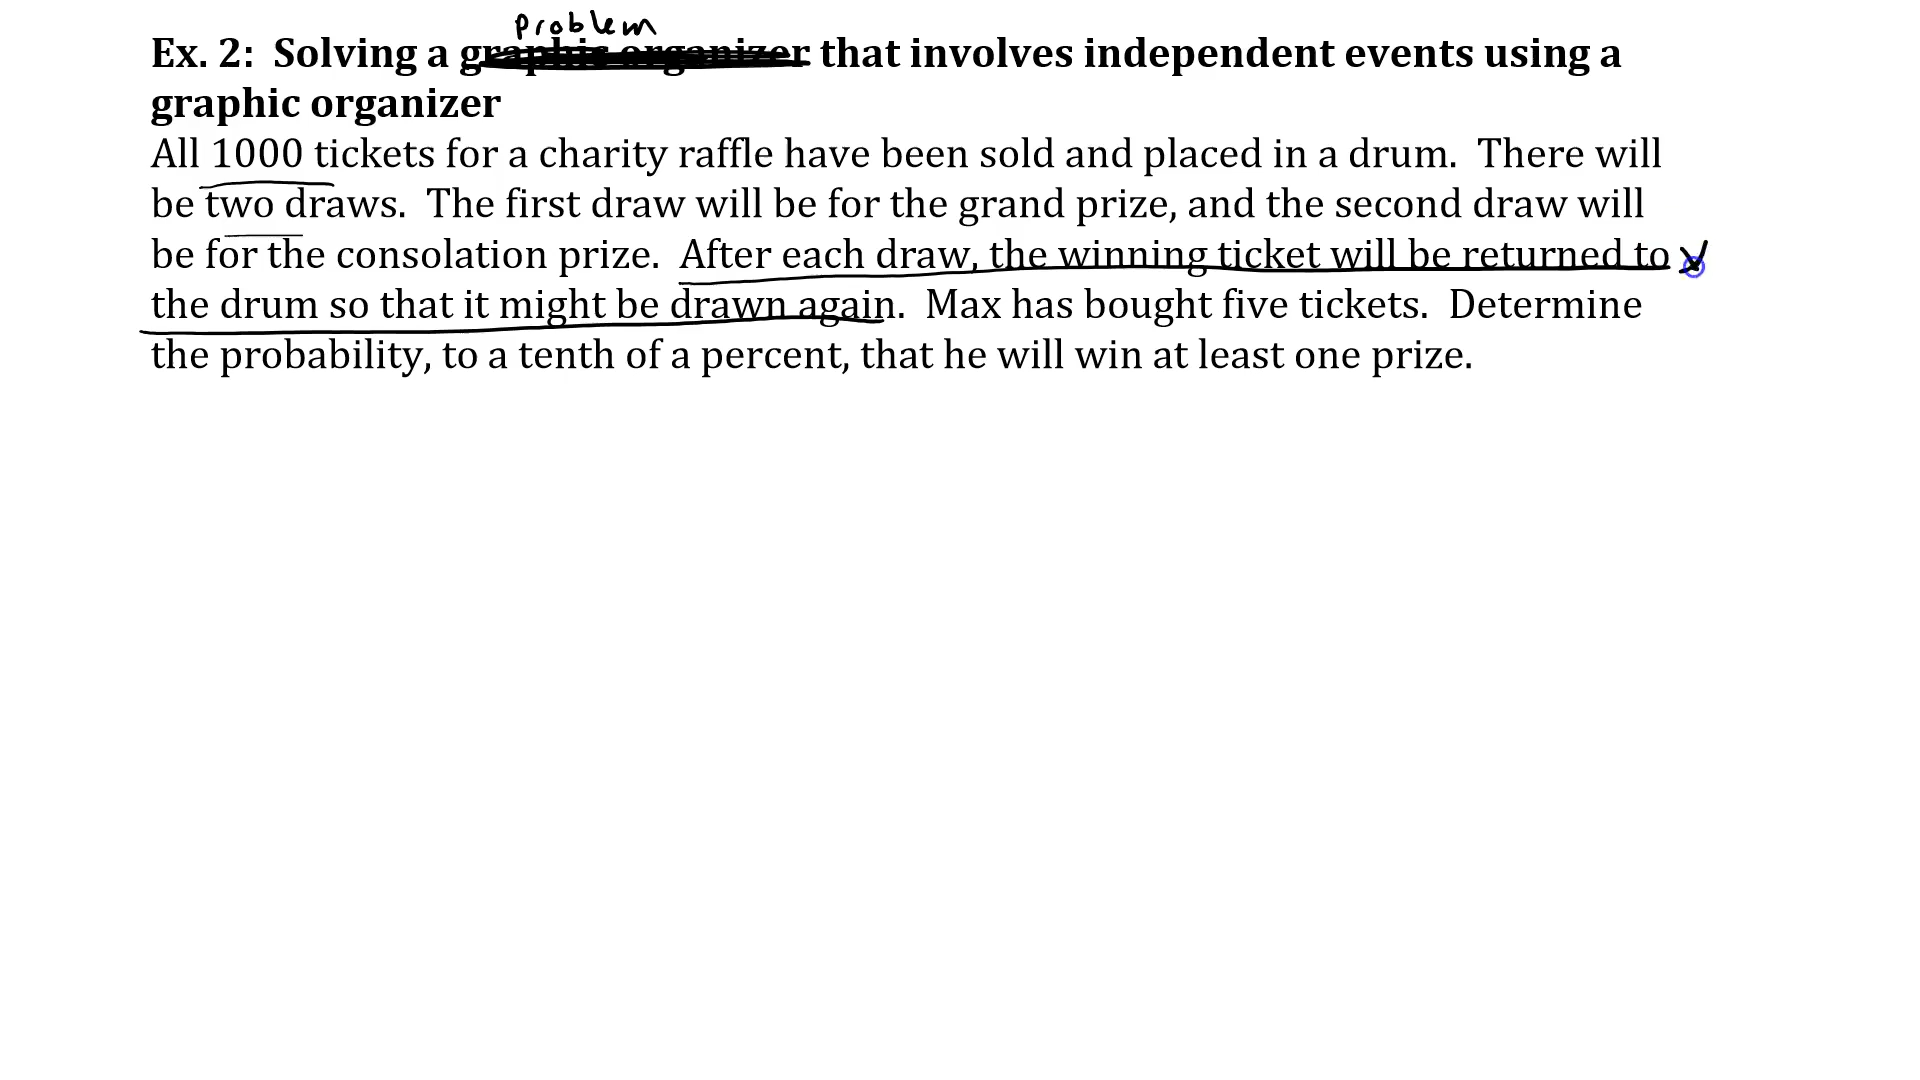 problem
Ex. 2: Solving a graphic organizer that involves independent events using a
graphic organizer
All 1000 tickets for a charity raffle have been sold and placed in a drum. There will
be two draws. The first draw will be for the grand prize, and the second draw will
be for the consolation prize. After each draw, the winning ticket will be returned to
the drum so that it might be drawn again. Max has bought five tickets. Determine
the probability, to a tenth of a percent, that he will win at least one prize.